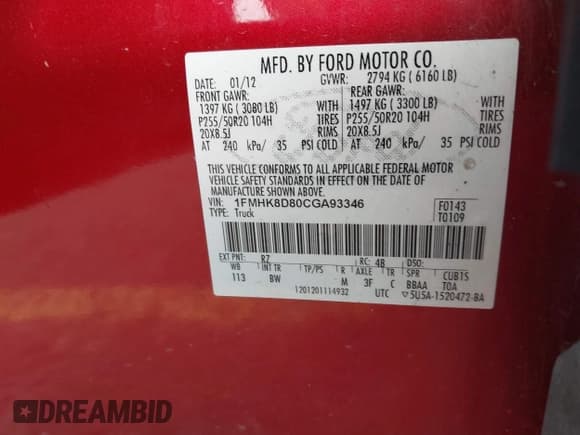 MFD. BY FORD MOTOR CO.
DATE: 01/12 GVWR: 2794 KG ( 6160 LB)
FRONT GAWR: REAR GAWR:
1397 KG ( 3080 LB) WITH 1497 KG ( 3300 LB) WITH
P255/50R20 104H TIRES P255/50R20 104H TIRES
20X8.5J RIMS 20X8.5J RIMS
AT 240 kPa/ 35 PSI COLD AT 240 kPa/ 35 PSI COLD
THIS VEHICLE CONFORMS TO ALL APPLICABLE FEDERAL MOTOR
VEHICLE SAFETY STANDARDS IN EFFECT ON THE DATE OF
MANUFACTURE SHOWN ABOVE.
VIN: 1FMHK8D80CGA93346 F0143
TYPE: Truck T0109
EXT PNT: RZ RC: 4B DSO:
WB INT TR TP/PS R AXLE TR SPR CUBTS
113 BW M 3F C BBAA TOA
1201201114932 UTC ▽5U5A-1520472-BA
DREAMBID